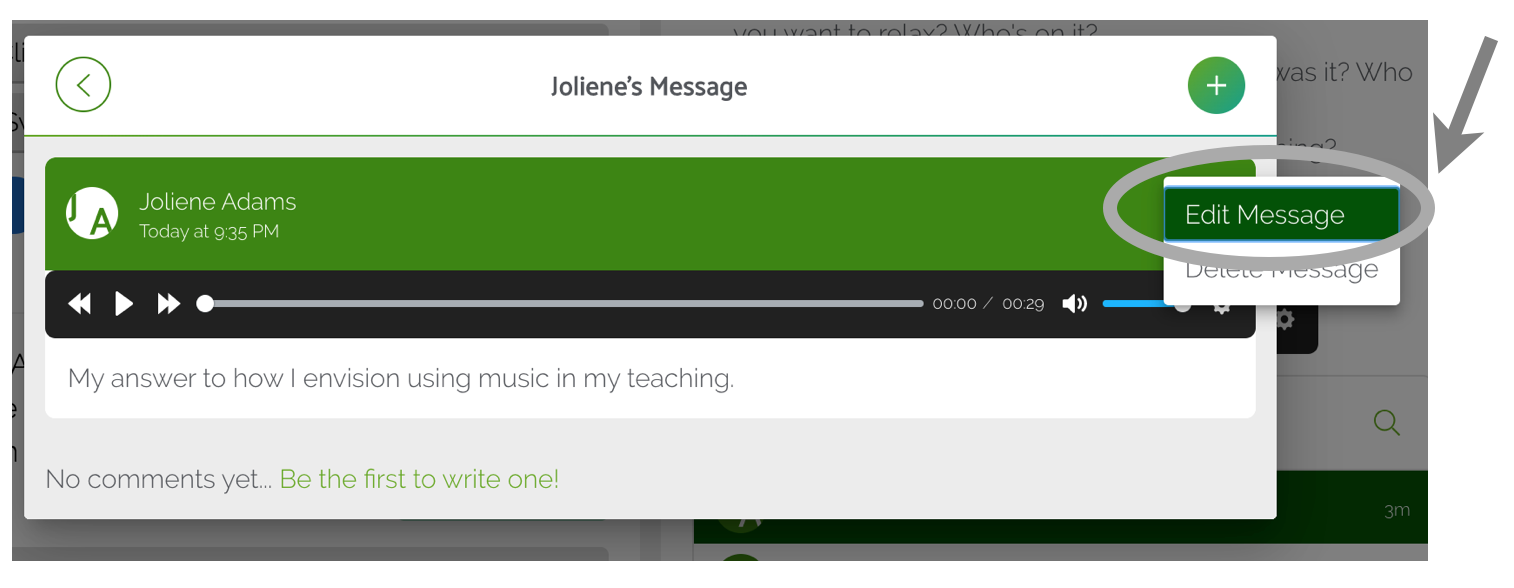 you want to relax? Who's on it?
was it? Who
Joliene's Message
+
JA
Joliene Adams
Today at 9:35 PM
Edit Message
Delete Message
00:00 / 00:29
My answer to how I envision using music in my teaching.
No comments yet... Be the first to write one!
3m